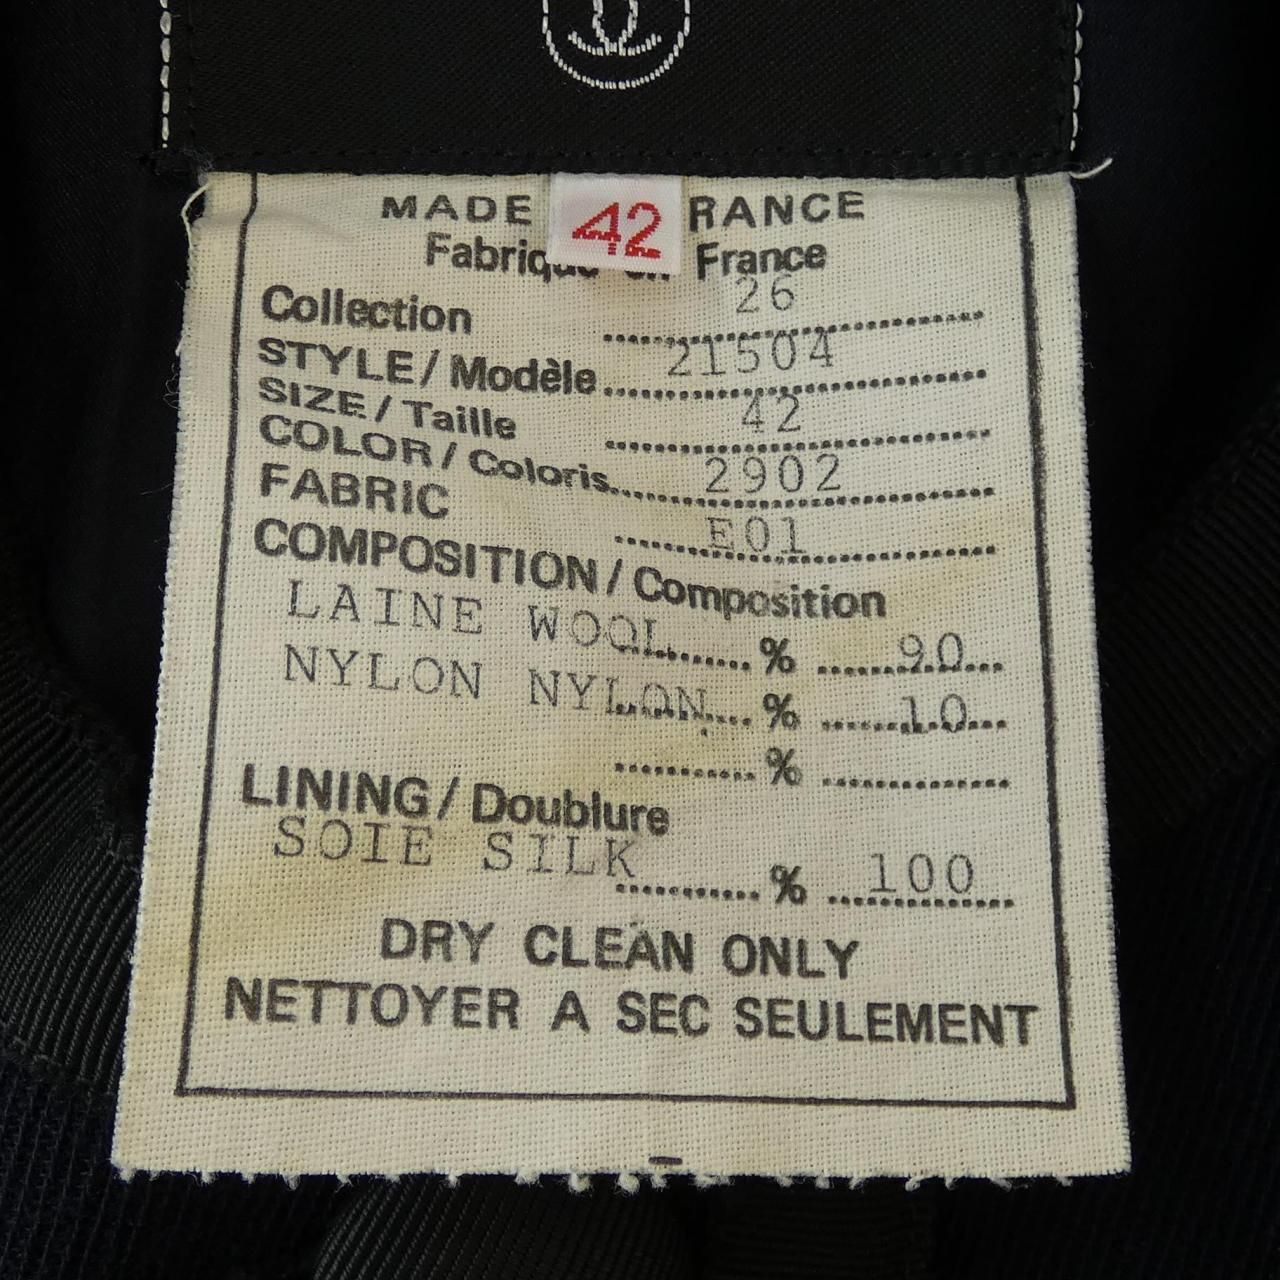 42
MADE RANCE
Fabrique en France
Collection 26
STYLE / Modèle 21504
SIZE / Taille 42
COLOR / Coloris 2902
FABRIC E01
COMPOSITION / Composition
LAINE WOOL % 90
NYLON NYLON % 10
%
LINING / Doublure
SOIE SILK % 100
DRY CLEAN ONLY
NETTOYER A SEC SEULEMENT